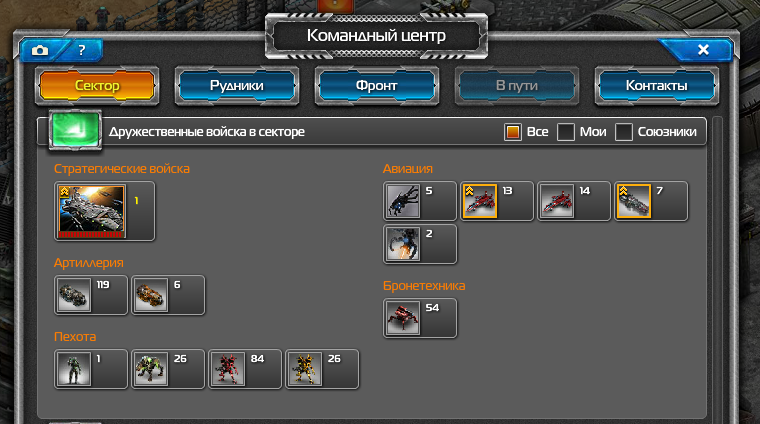 Командный центр
?
Сектор
Рудники
Фронт
В пути
Контакты
Дружественные войска в секторе
Все
Мои
Союзники
Стратегические войска
1
Артиллерия
119
6
Пехота
1
26
84
26
Авиация
5
13
14
7
2
Бронетехника
54